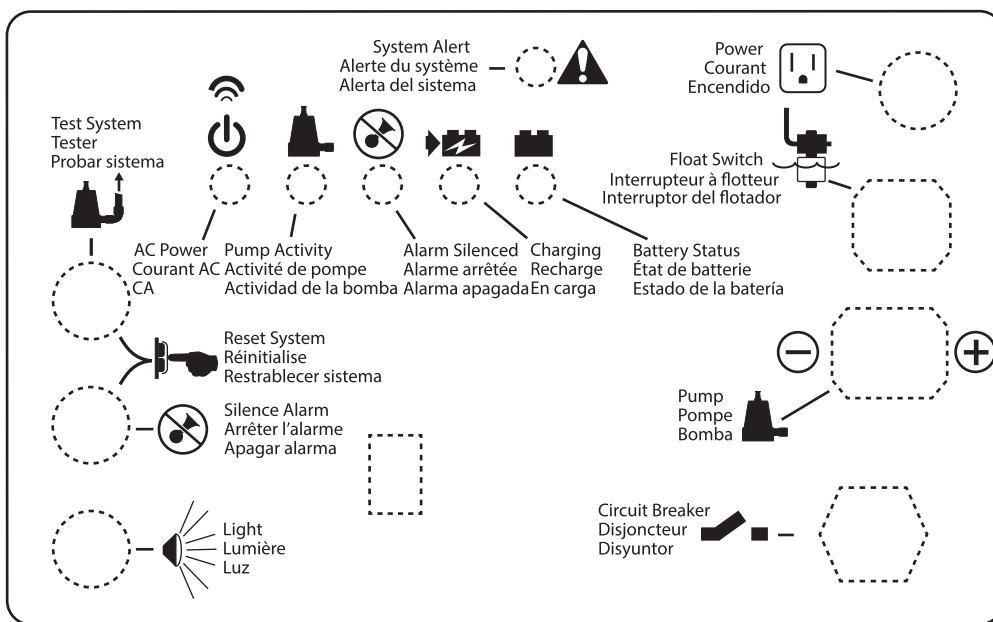 System Alert
Alerte du système
Alerta del sistema
Power
Courant
Encendido
Test System
Tester
Probar sistema
Float Switch
Interrupteur à flotteur
Interruptor del flotador
AC Power
Courant AC
CA
Pump Activity
Activité de pompe
Actividad de la bomba
Alarm Silenced
Alarme arrêtée
Alarma apagada
Charging
Recharge
En carga
Battery Status
État de batterie
Estado de la batería
Reset System
Réinitialise
Restrablecer sistema
Pump
Pompe
Bomba
Silence Alarm
Arrêter l'alarme
Apagar alarma
Circuit Breaker
Disjoncteur
Disyuntor
Light
Lumière
Luz